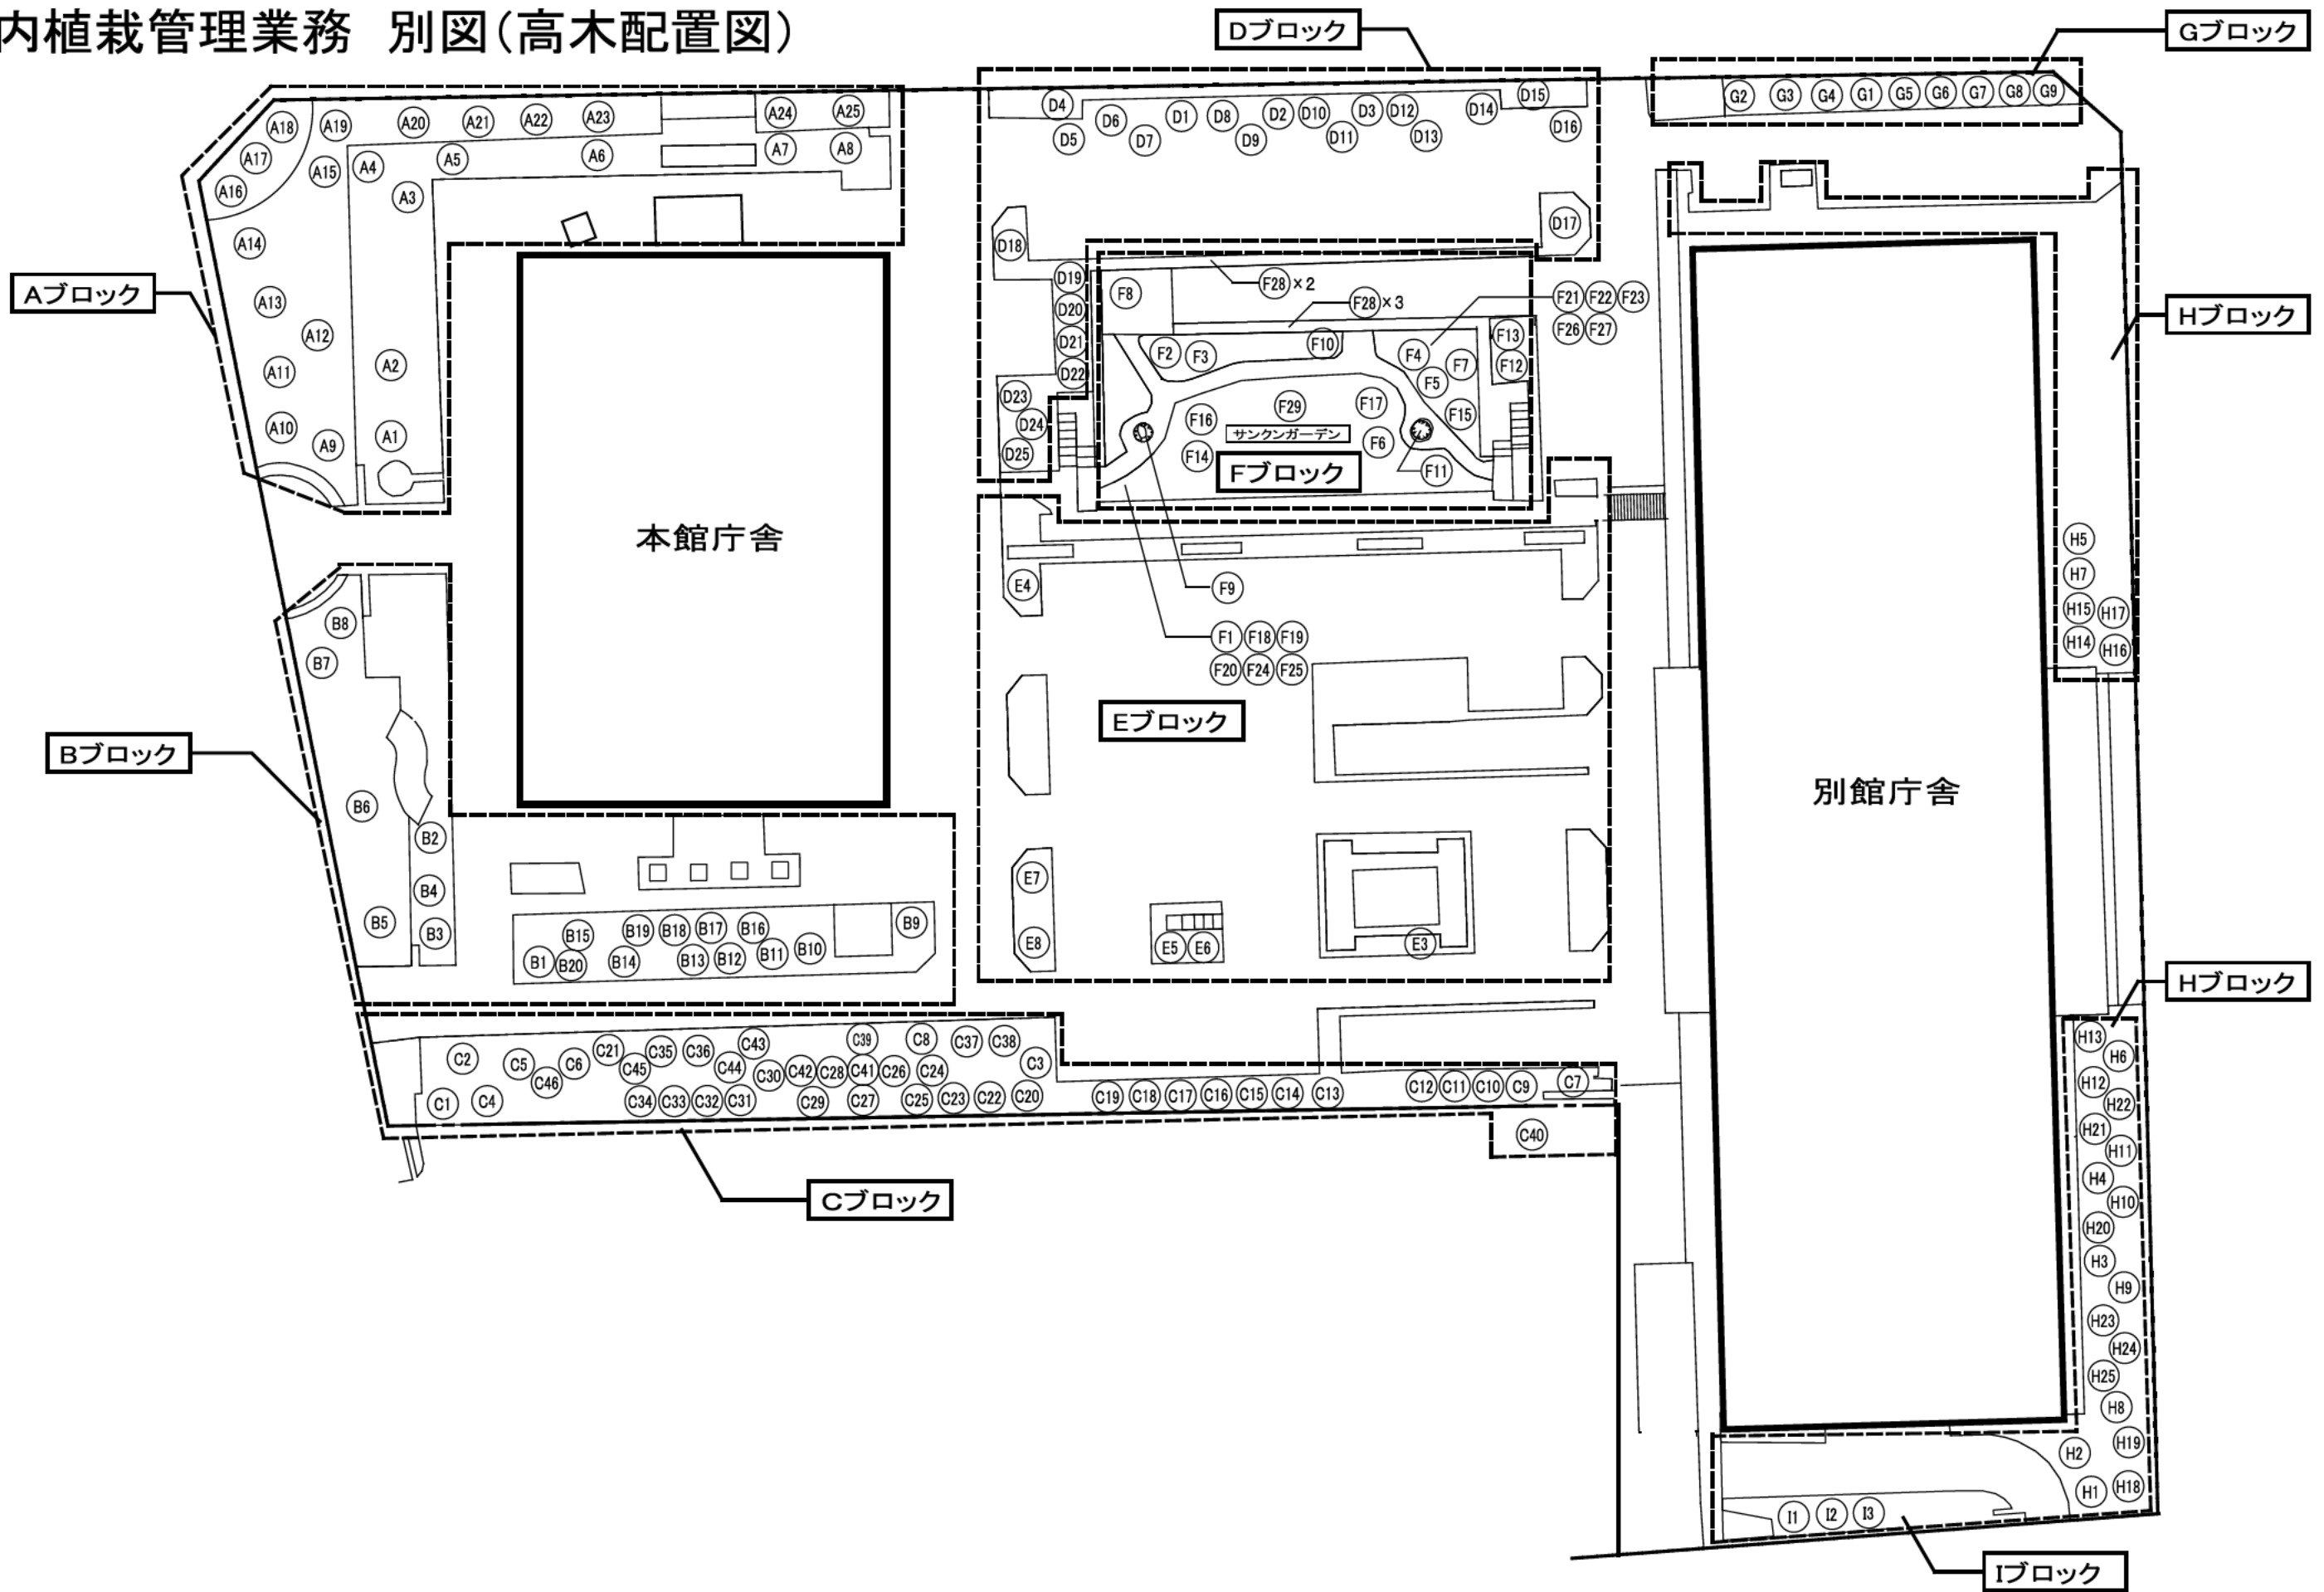 内植栽管理業務 別図(高木配置図)
Dブロック
Gブロック
A18 A19 A20 A21 A22 A23 A24 A25
A17 A15 A4 A5 A6 A7 A8
A16 A3
A14
Aブロック
A13
A12
A11 A2
A10 A9 A1
D4 D6 D1 D8 D2 D10 D3 D12 D14 D15
D5 D7 D9 D11 D13 D16
D18 D17
D19
D20
D21
D22
D23
D24
D25
G2 G3 G4 G1 G5 G6 G7 G8 G9
F28×2
F8 F28×3
F21 F22 F23
F26 F27
F2 F3 F10 F4 F7 F13
F5 F12
F16 F29 F17 F15
サンクンガーデン
F14 F6
Fブロック
F11
F9
F1 F18 F19
F20 F24 F25
Hブロック
H5
H7
H15 H17
H14 H16
本館庁舎
別館庁舎
B8
B7
Bブロック
B6
B2
B4
B5 B3
B15 B19 B18 B17 B16 B9
B1 B20 B14 B13 B12 B11 B10
E4
Eブロック
E7
E8 E5 E6 E3
C2 C5 C6 C21 C35 C36 C43 C39 C8 C37 C38
C46 C45 C44 C30 C42 C28 C41 C26 C24 C3
C1 C4 C34 C33 C32 C31 C29 C27 C25 C23 C22 C20
C19 C18 C17 C16 C15 C14 C13 C12 C11 C10 C9 C7
C40
Cブロック
Hブロック
H13
H6
H12
H22
H21
H11
H4
H10
H20
H3
H9
H23
H24
H25
H8
H19
H2
H1 H18
I1 I2 I3
Iブロック